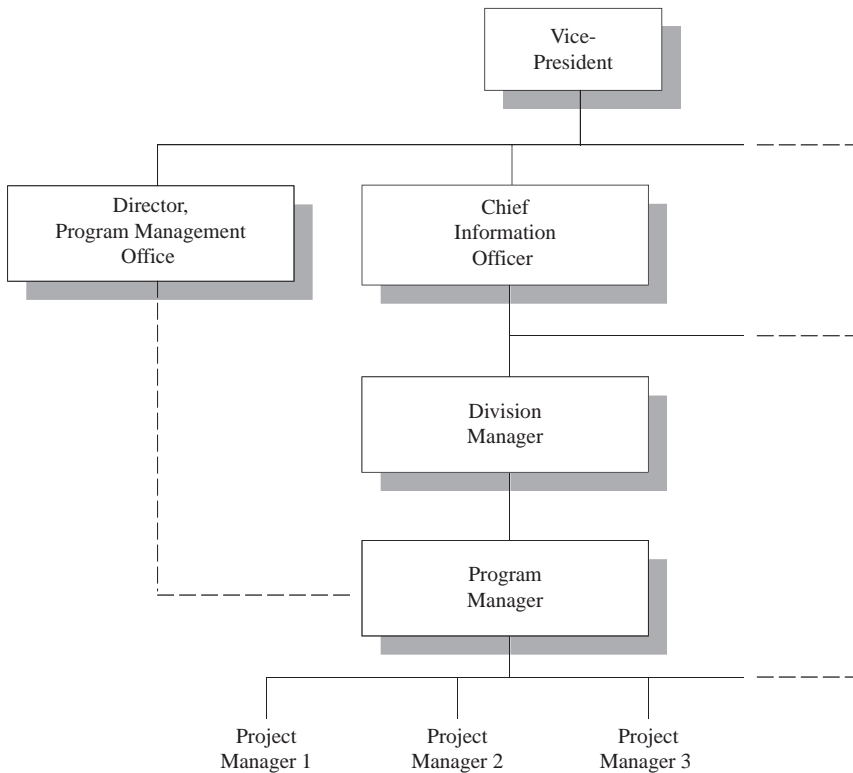 Vice-
President
Director,
Program Management
Office
Chief
Information
Officer
Division
Manager
Program
Manager
Project
Manager 1
Project
Manager 2
Project
Manager 3